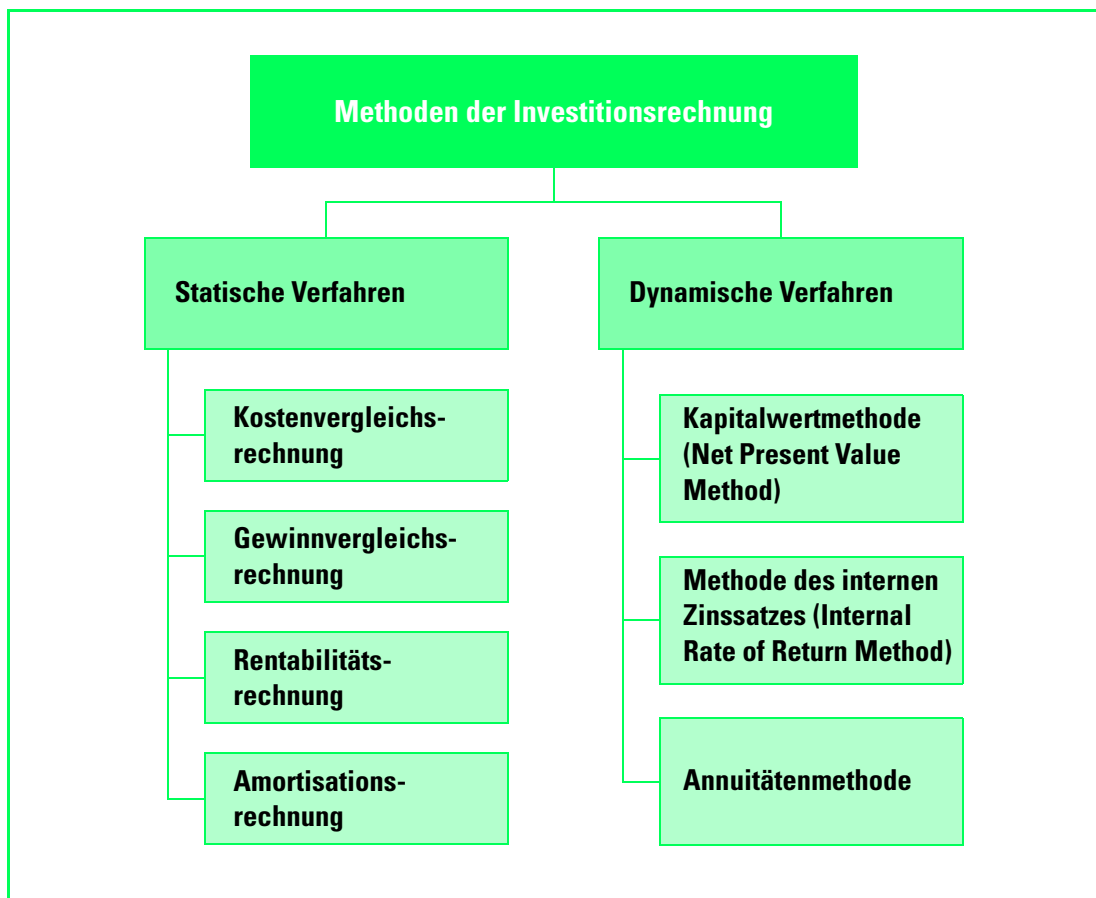 Methoden der Investitionsrechnung
Statische Verfahren
Kostenvergleichs-
rechnung
Gewinnvergleichs-
rechnung
Rentabilitäts-
rechnung
Amortisations-
rechnung
Dynamische Verfahren
Kapitalwertmethode
(Net Present Value
Method)
Methode des internen
Zinssatzes (Internal
Rate of Return Method)
Annuitätenmethode